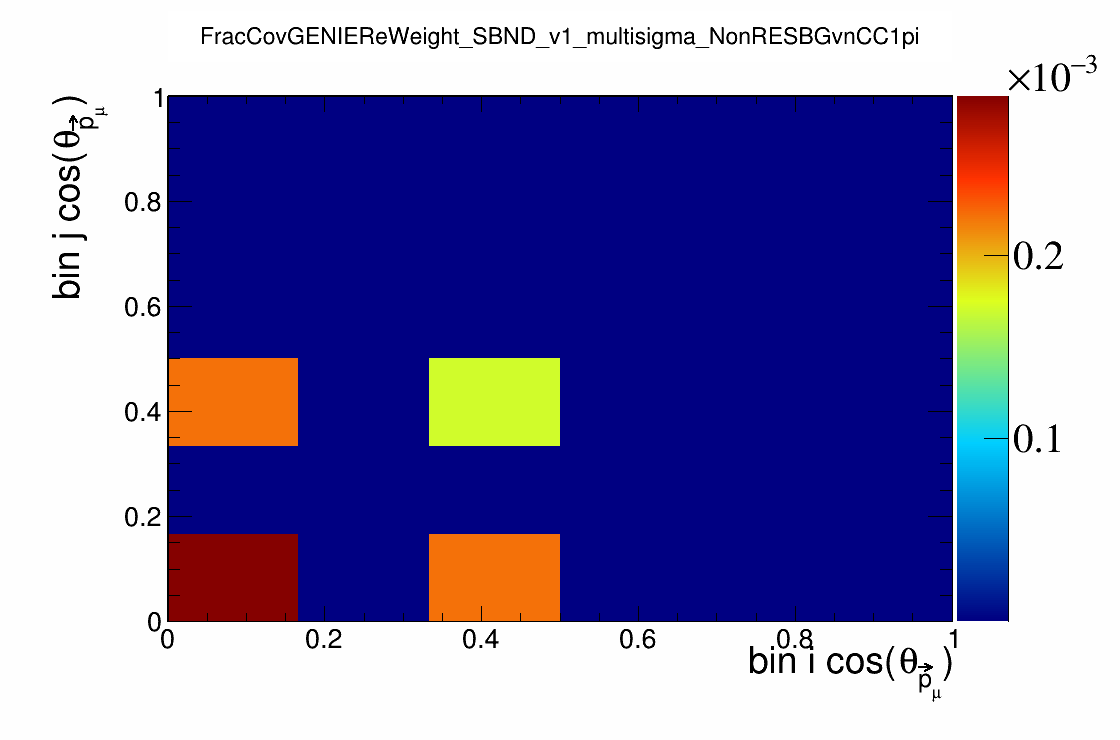 FracCovGENIEReWeight_SBND_v1_multisigma_NonRESBGvnCC1pi
×10⁻³
bin j cos(θ_p⃗_μ)
1
0.8
0.6
0.4
0.2
0
0 0.2 0.4 0.6 0.8 1
bin i cos(θ_p⃗_μ)
0.2
0.1